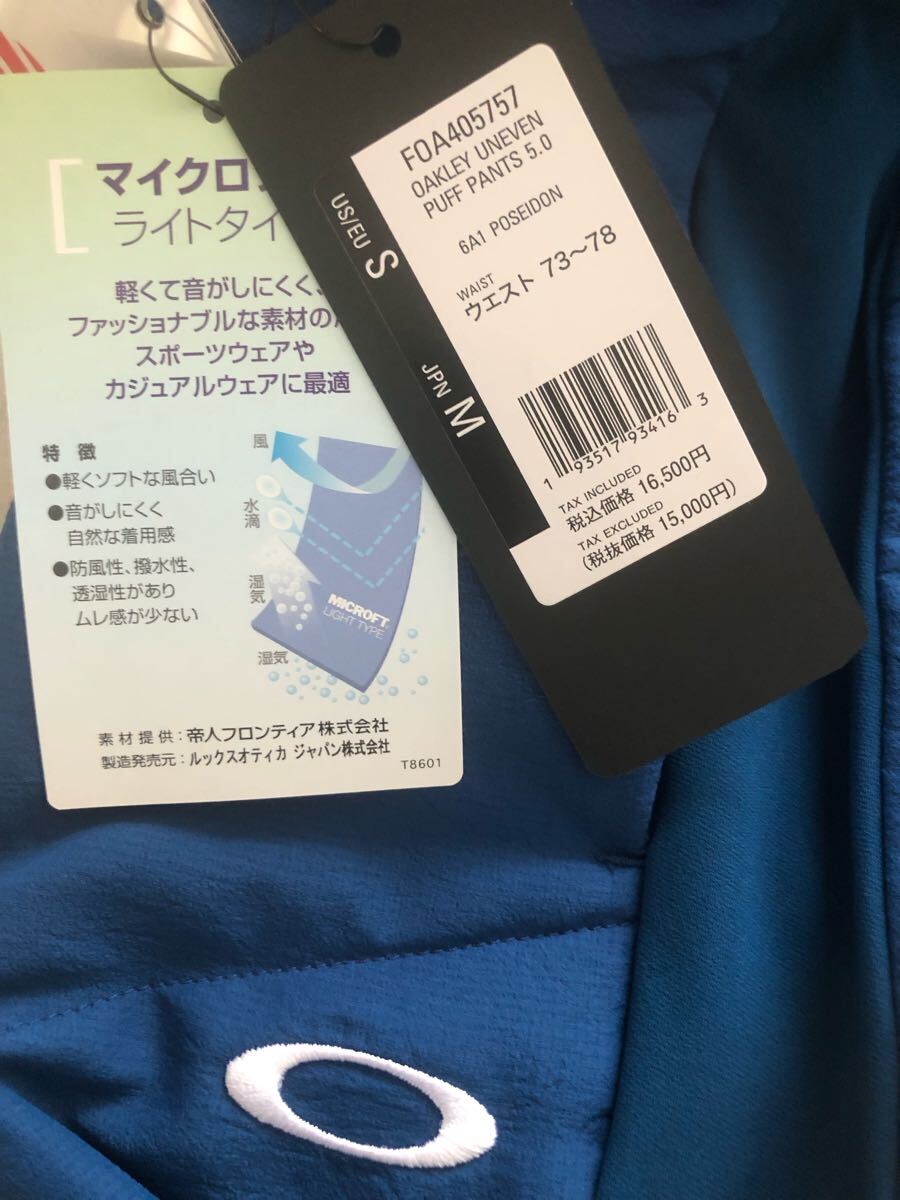 マイクロ
ライトタイ
軽くて音がしにくく、
ファッショナブルな素材の
スポーツウェアや
カジュアルウェアに最適
特 徴
●軽くソフトな風合い
●音がしにくく
自然な着用感
●防風性、撥水性、
透湿性があり
ムレ感が少ない
風
水滴
湿気
湿気
MICROFT
LIGHT TYPE
素材提供:帝人フロンティア株式会社
製造発売元:ルックスオティカ ジャパン株式会社
T8601
US/EU S
JPN M
FOA405757
OAKLEY UNEVEN
PUFF PANTS 5.0
6A1 POSEIDON
WAIST
ウエスト 73〜78
1 93517 93416 3
TAX INCLUDED
税込価格 16,500円
TAX EXCLUDED
(税抜価格 15,000円)